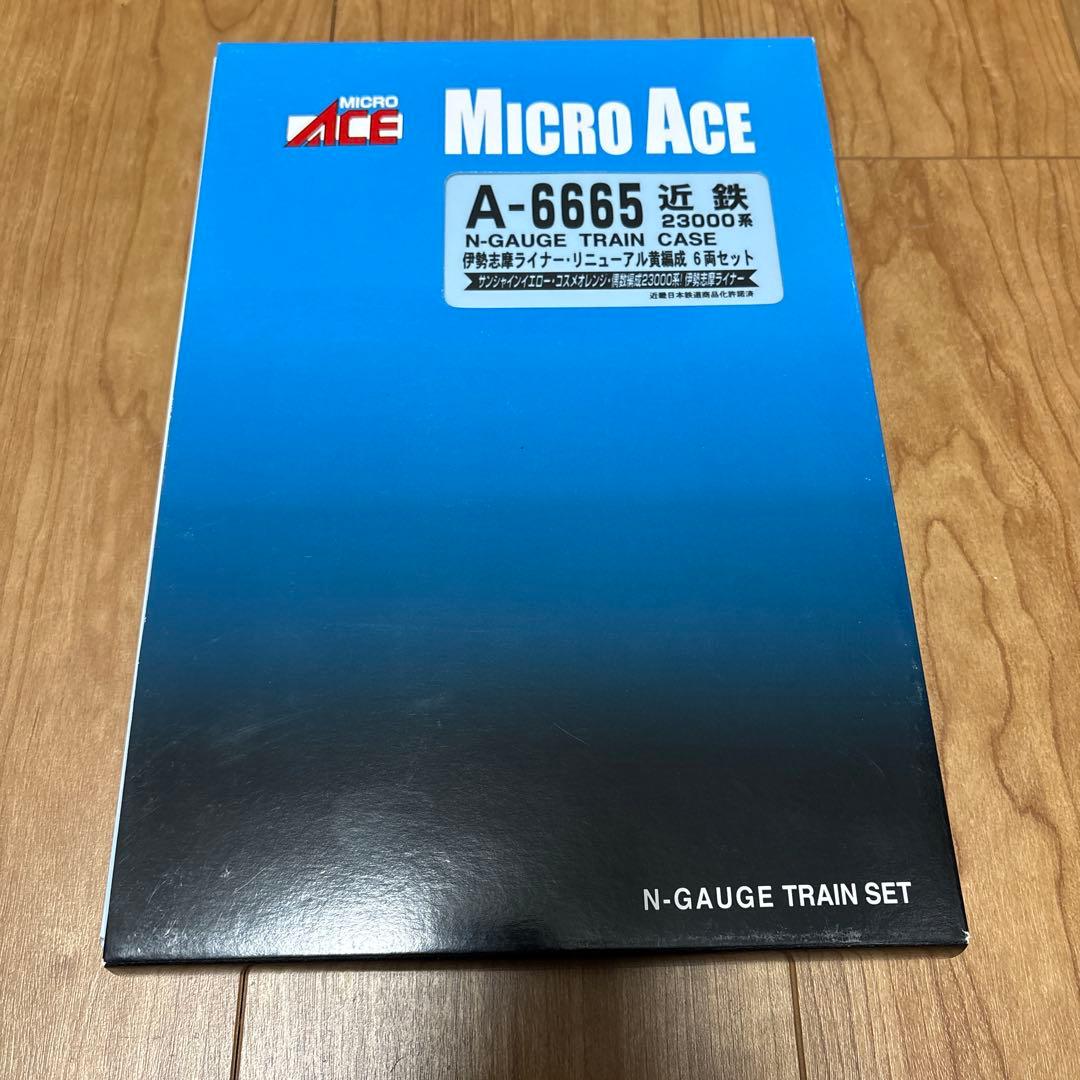 MICRO
ACE
MICRO ACE
A-6665 近鉄
23000系
N-GAUGE TRAIN CASE
伊勢志摩ライナー・リニューアル黄編成 6両セット
サンシャインイエロー・コスメオレンジ・偶数編成23000系! 伊勢志摩ライナー
近畿日本鉄道商品化許諾済
N-GAUGE TRAIN SET